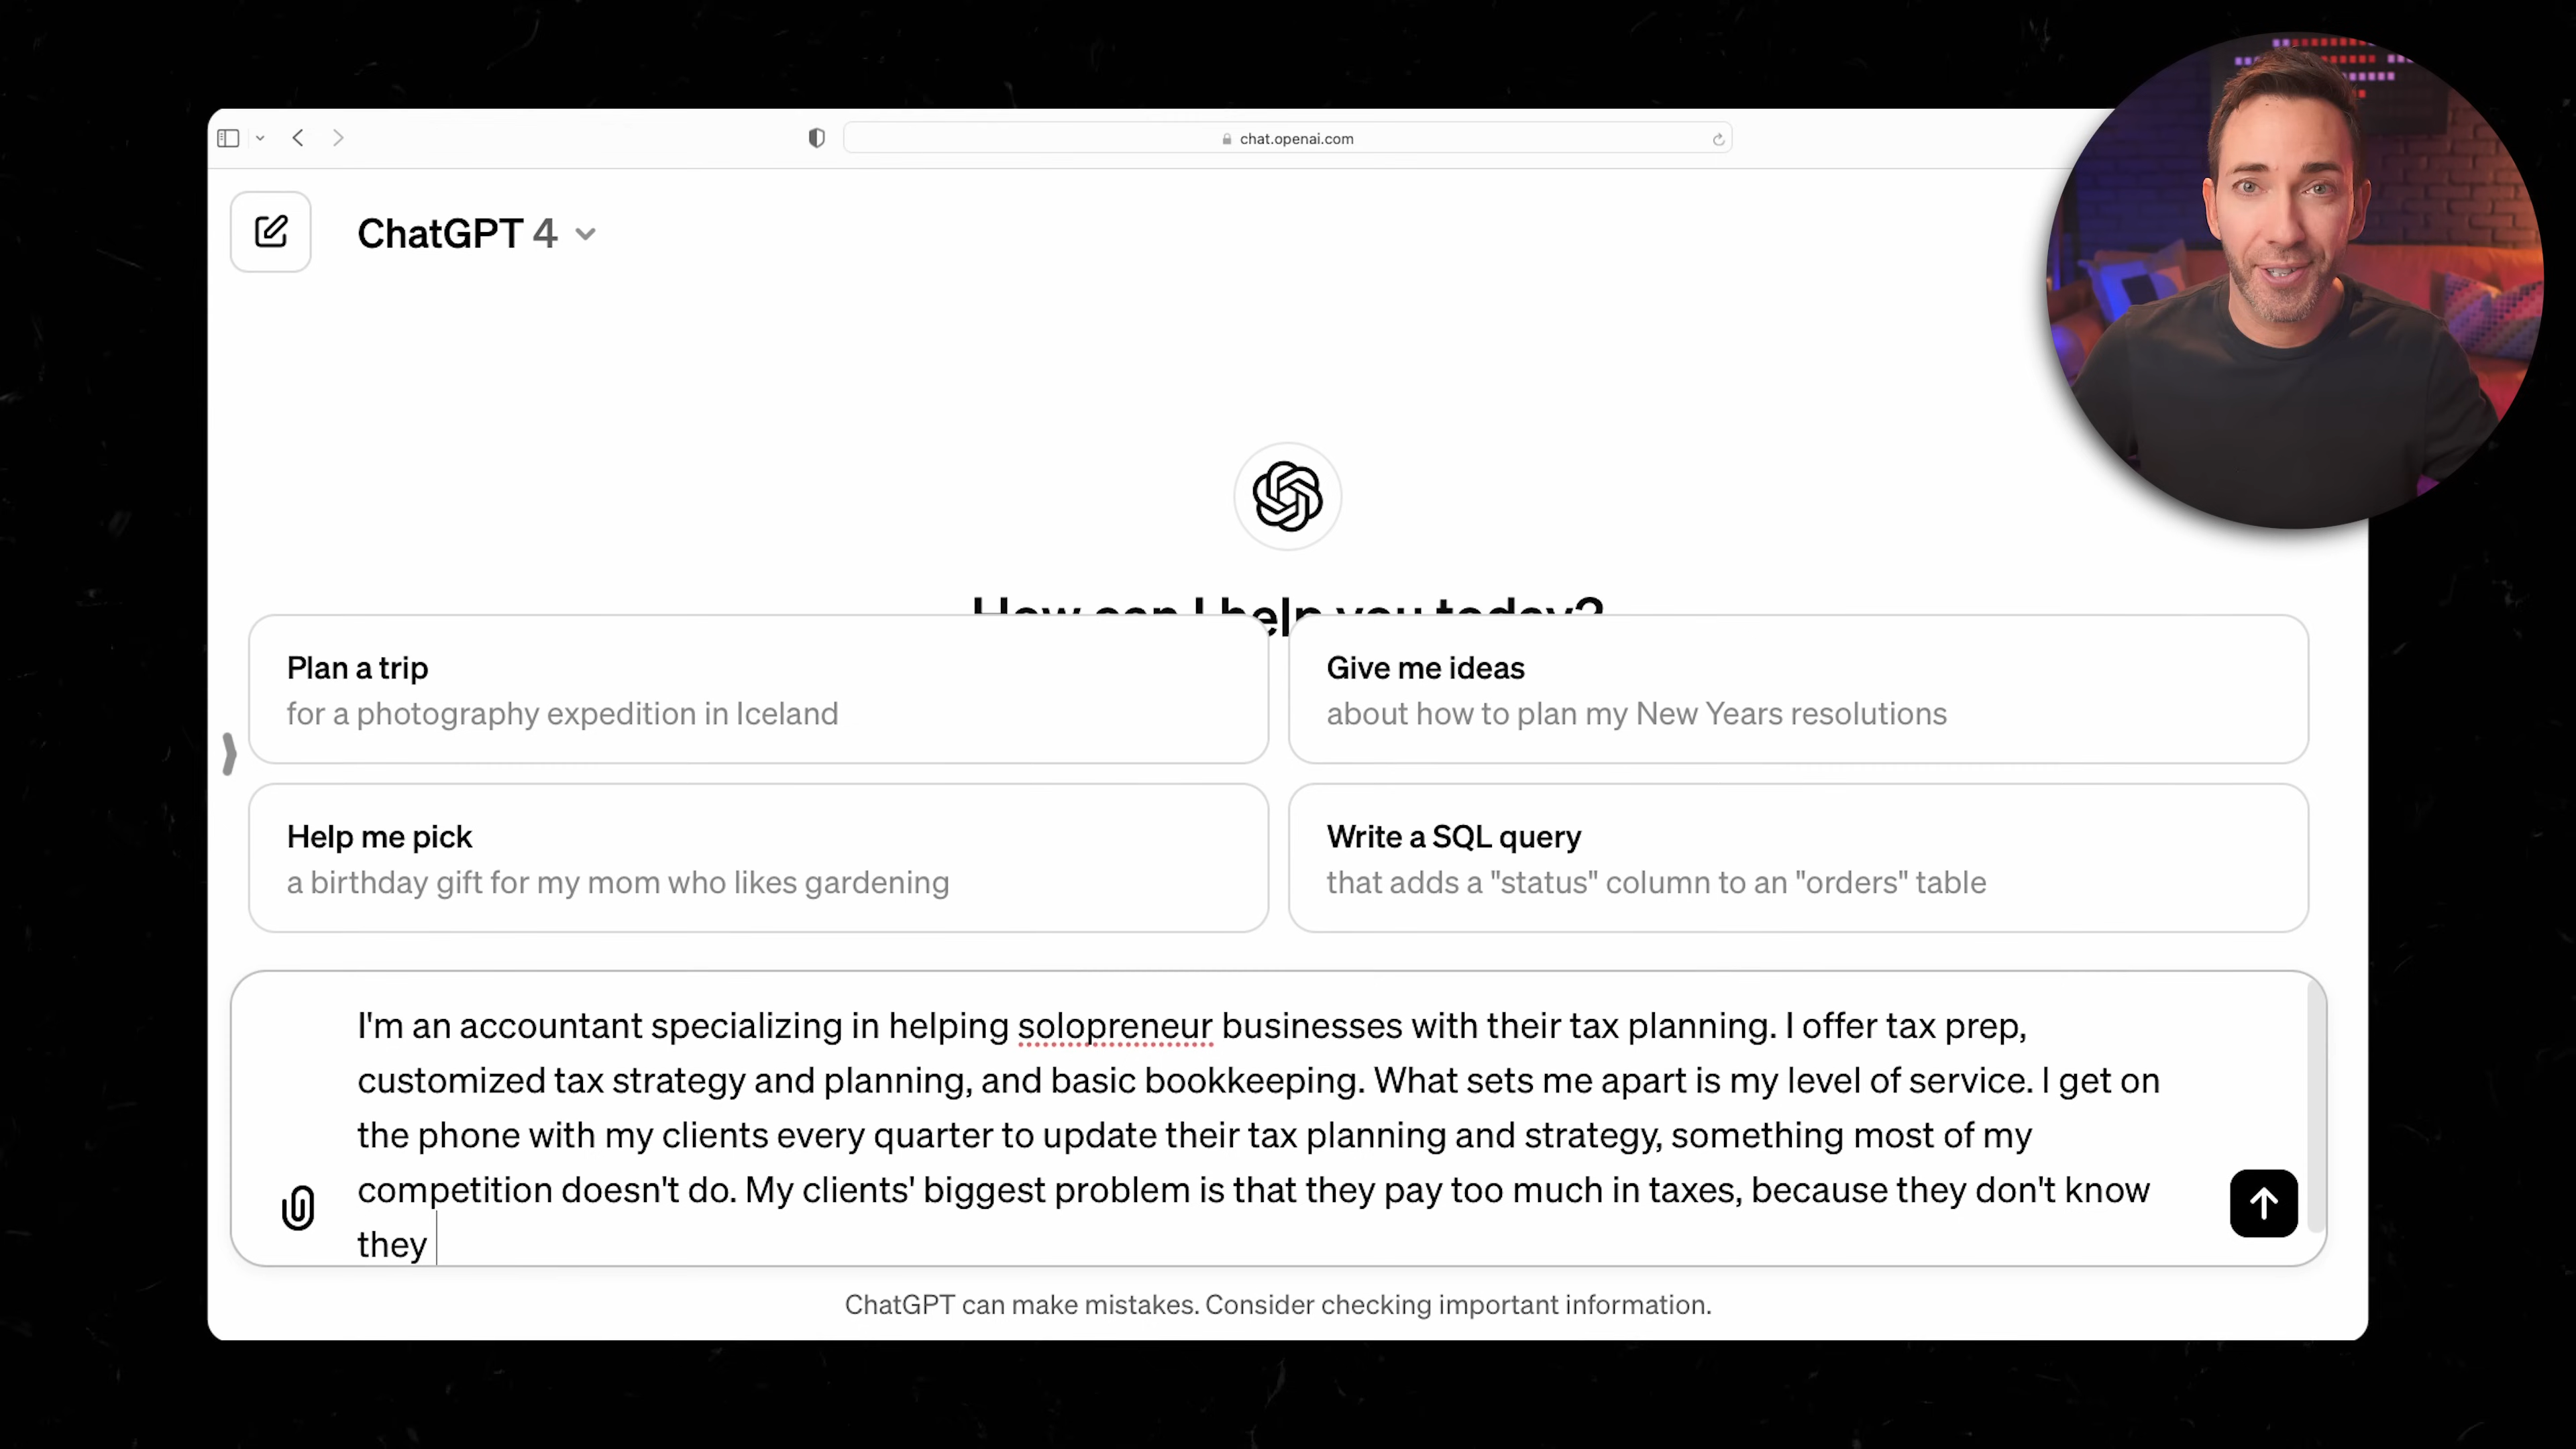 chat.openai.com
ChatGPT 4
How can I help you today?
Plan a trip
for a photography expedition in Iceland
Give me ideas
about how to plan my New Years resolutions
Help me pick
a birthday gift for my mom who likes gardening
Write a SQL query
that adds a "status" column to an "orders" table
I'm an accountant specializing in helping solopreneur businesses with their tax planning. I offer tax prep,
customized tax strategy and planning, and basic bookkeeping. What sets me apart is my level of service. I get on
the phone with my clients every quarter to update their tax planning and strategy, something most of my
competition doesn't do. My clients' biggest problem is that they pay too much in taxes, because they don't know
they
ChatGPT can make mistakes. Consider checking important information.